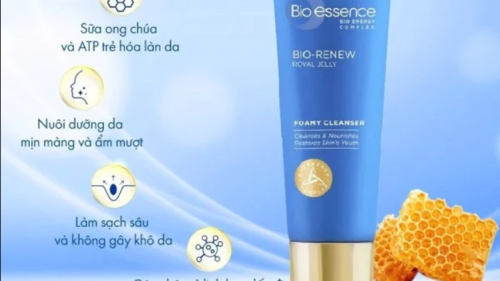 Sữa ong chúa
và ATP trẻ hóa làn da
Nuôi dưỡng da
mịn màng và ẩm mượt
Làm sạch sâu
và không gây khô da
Bio essence
BIO ENERGY
COMPLEX
BIO-RENEW
ROYAL JELLY
FOAMY CLEANSER
Cleanses & Nourishes
Restores Skin's Youth